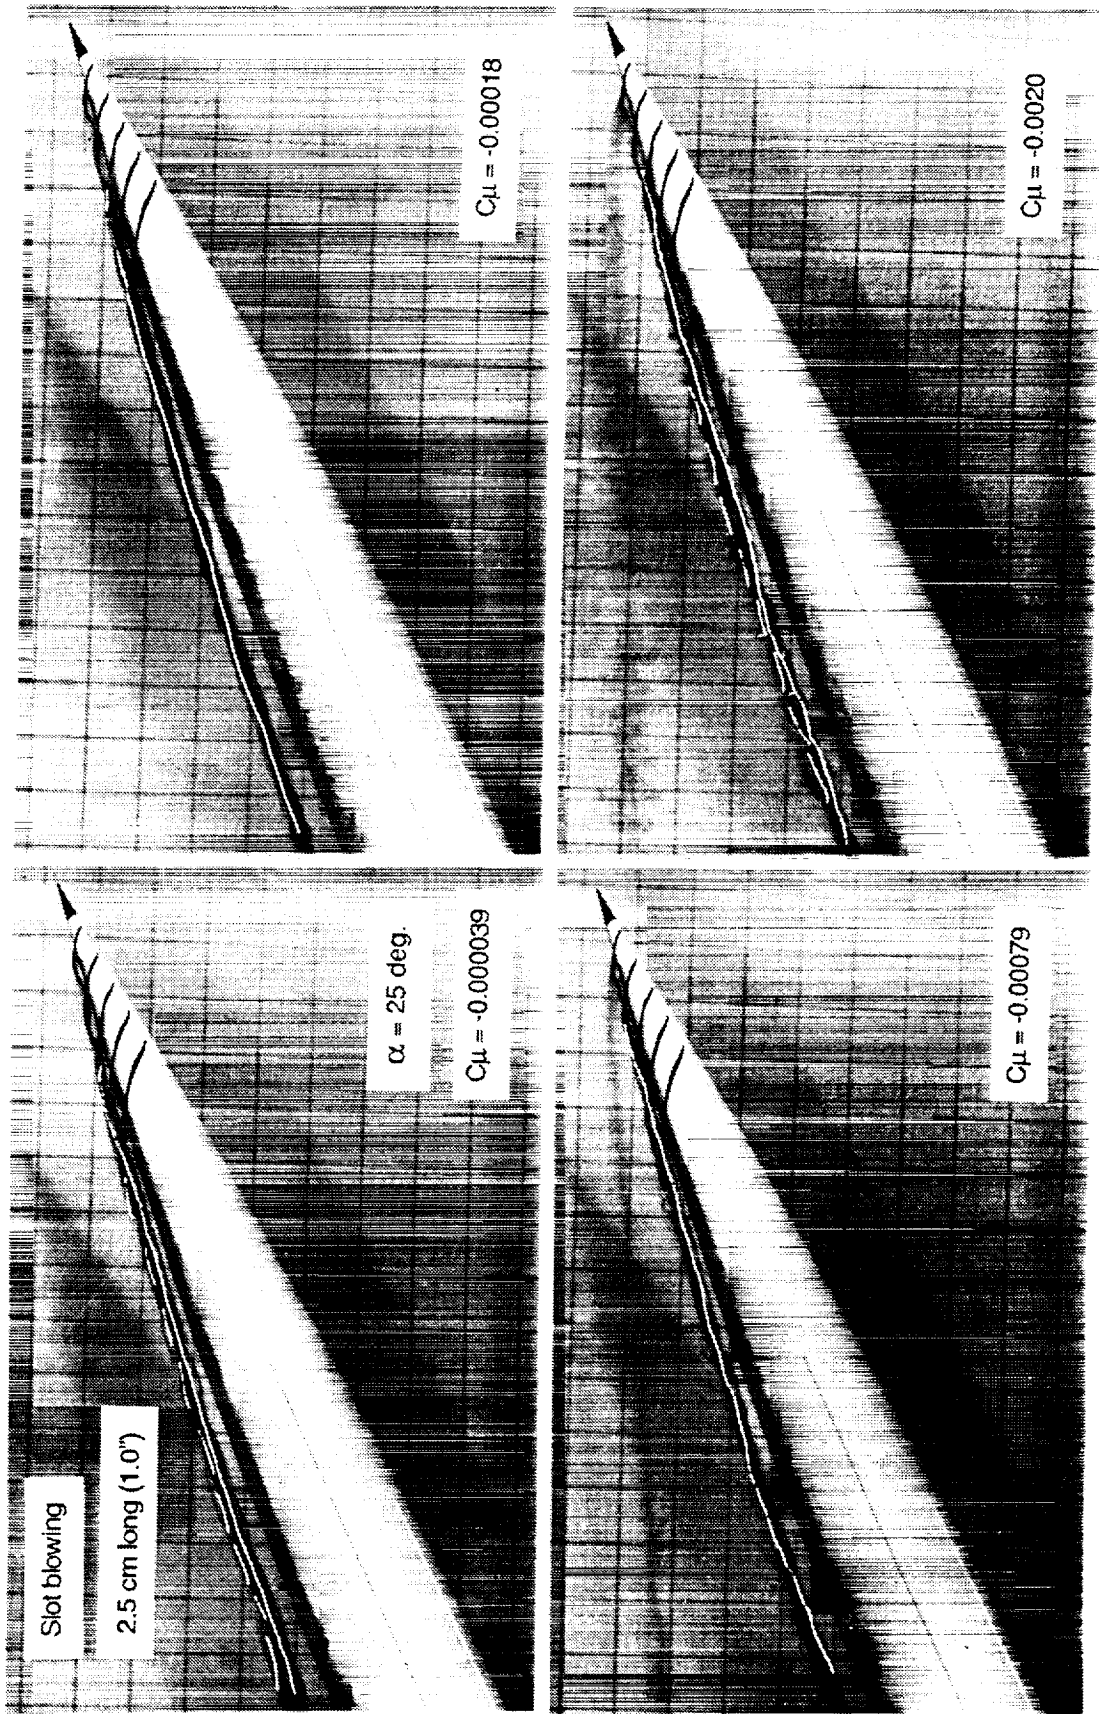 Slot blowing
2.5 cm long (1.0")
α = 25 deg.
Cμ = -0.000039
Cμ = -0.00018
Cμ = -0.00079
Cμ = -0.0020